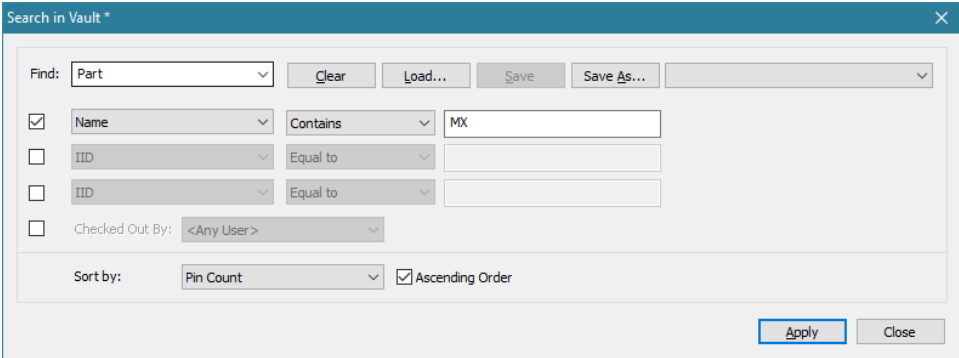 Search in Vault *
Find: Part Clear Load... Save Save As...
Name Contains MX
IID Equal to
IID Equal to
Checked Out By: <Any User>
Sort by: Pin Count Ascending Order
Apply Close